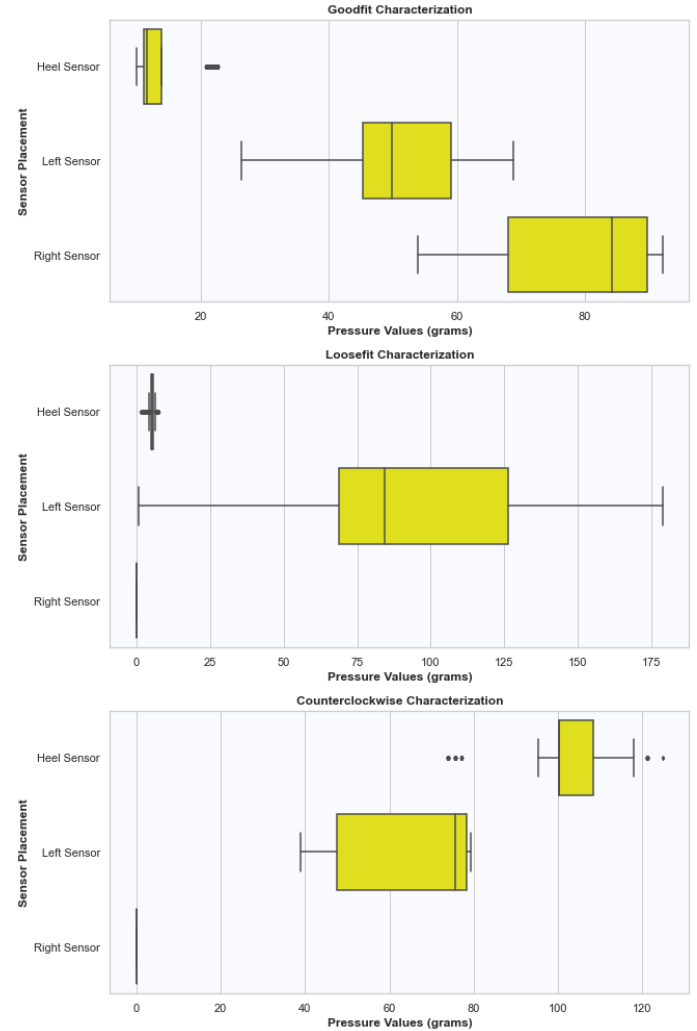 Goodfit Characterization
Sensor Placement
Heel Sensor
Left Sensor
Right Sensor
20 40 60 80
Pressure Values (grams)
Loosefit Characterization
Sensor Placement
Heel Sensor
Left Sensor
Right Sensor
0 25 50 75 100 125 150 175
Pressure Values (grams)
Counterclockwise Characterization
Sensor Placement
Heel Sensor
Left Sensor
Right Sensor
0 20 40 60 80 100 120
Pressure Values (grams)